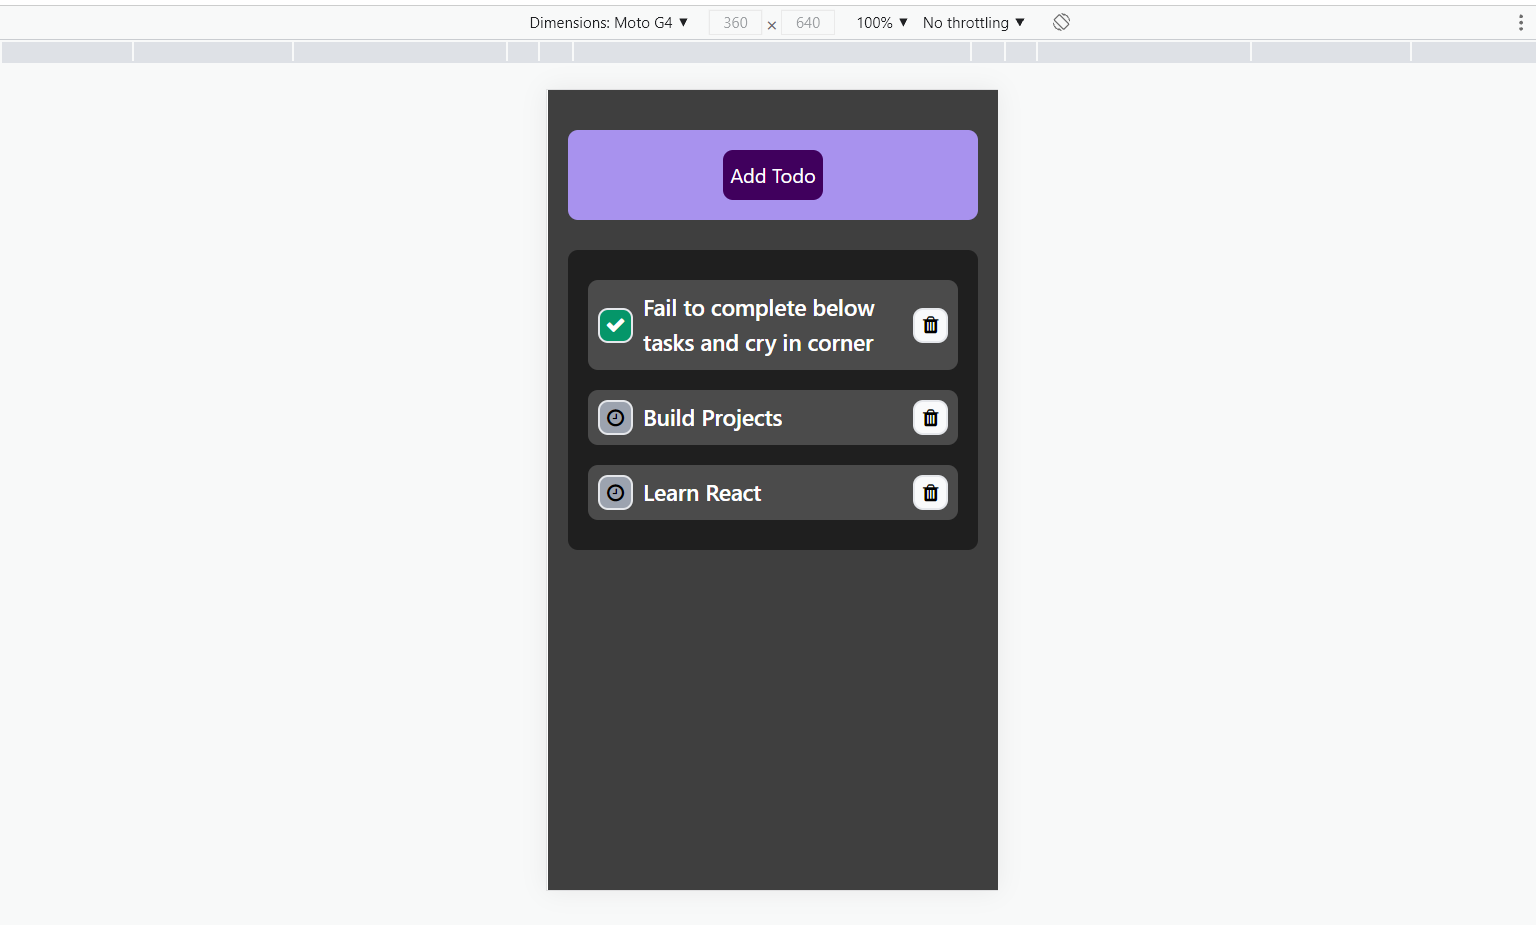 Dimensions: Moto G4 ▼ 360 × 640 100% ▼ No throttling ▼
Add Todo
Fail to complete below
tasks and cry in corner
Build Projects
Learn React